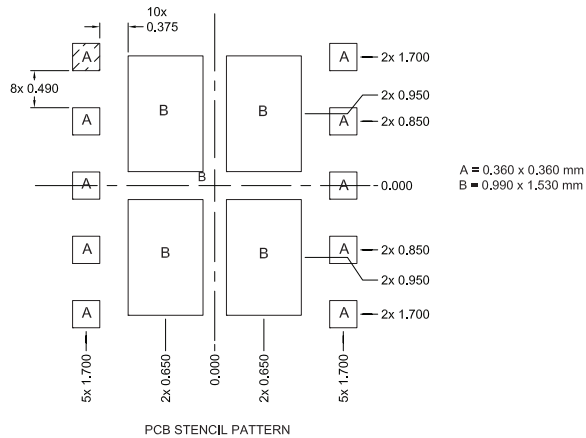 10x
0.375
A
A
2x 1.700
8x 0.490
2x 0.950
B
B
A
A
2x 0.850
A = 0.360 x 0.360 mm
B
A
A
0.000
B = 0.990 x 1.530 mm
A
B
B
A
2x 0.850
2x 0.950
A
A
2x 1.700
5x 1.700
2x 0.650
0.000
2x 0.650
5x 1.700
PCB STENCIL PATTERN